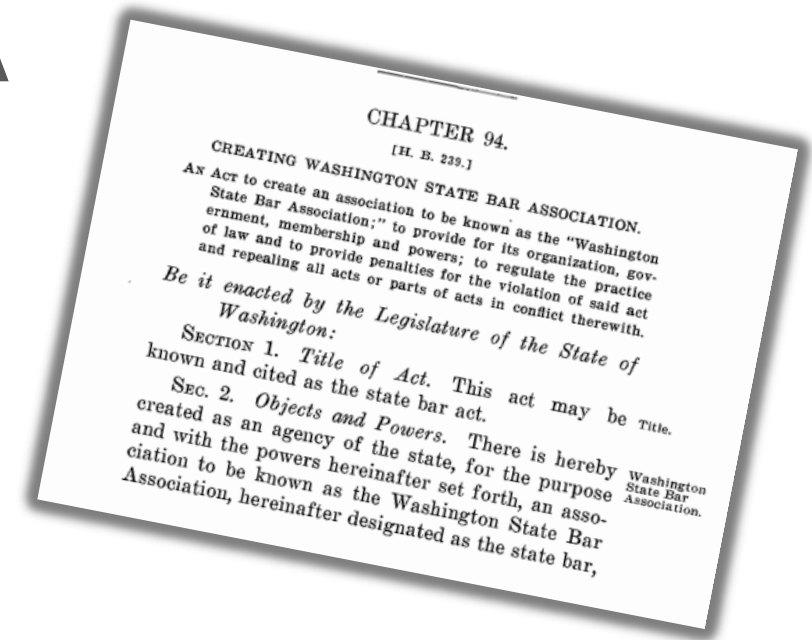 CHAPTER 94.
[H. B. 239.]
CREATING WASHINGTON STATE BAR ASSOCIATION.
AN ACT to create an association to be known as the "Washington
State Bar Association;" to provide for its organization, gov-
ernment, membership and powers; to regulate the practice
of law and to provide penalties for the violation of said act
and repealing all acts or parts of acts in conflict therewith.
Be it enacted by the Legislature of the State of
Washington:
SECTION 1. Title of Act. This act may be
Title.
known and cited as the state bar act.
SEC. 2. Objects and Powers. There is hereby
Washington
State Bar
Association.
created as an agency of the state, for the purpose
and with the powers hereinafter set forth, an asso-
ciation to be known as the Washington State Bar
Association, hereinafter designated as the state bar,